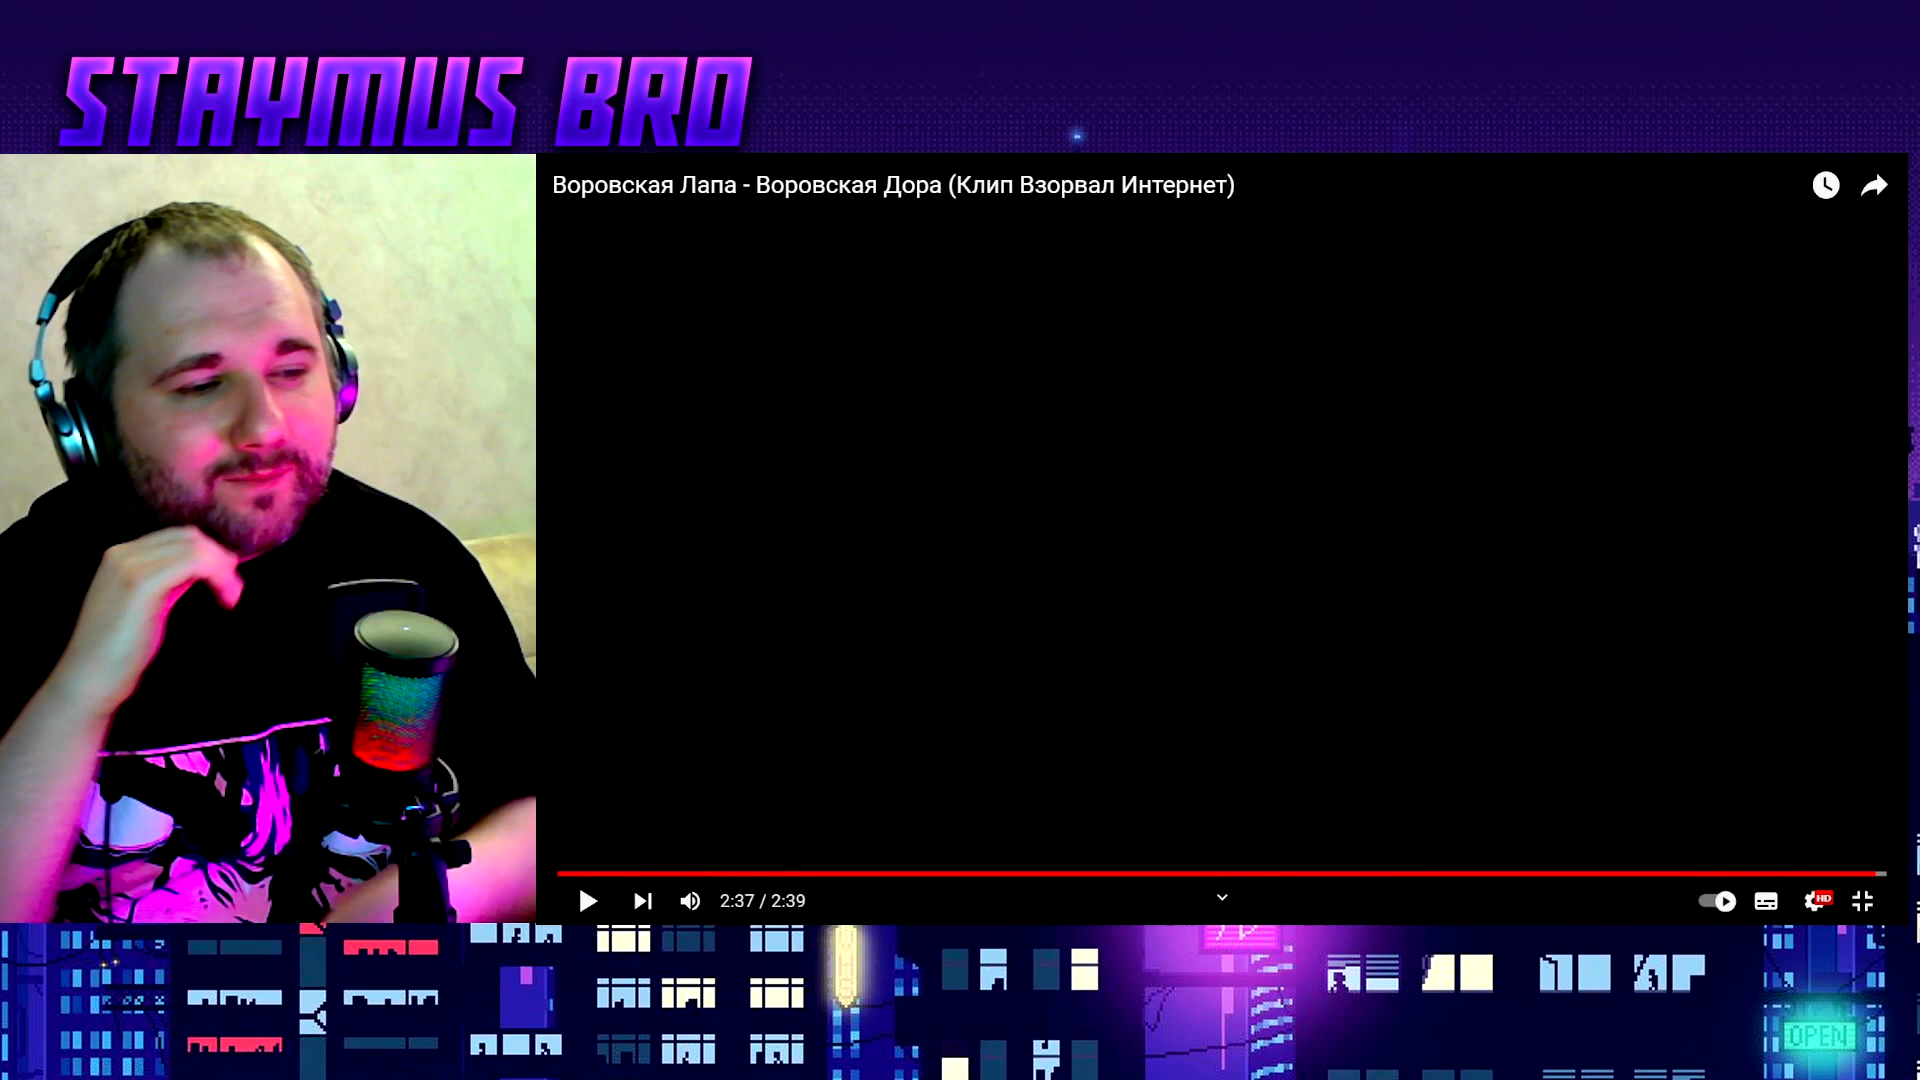 STAYMUS BRO
Воровская Лапа - Воровская Дора (Клип Взорвал Интернет)
2:37 / 2:39
HD
OPEN